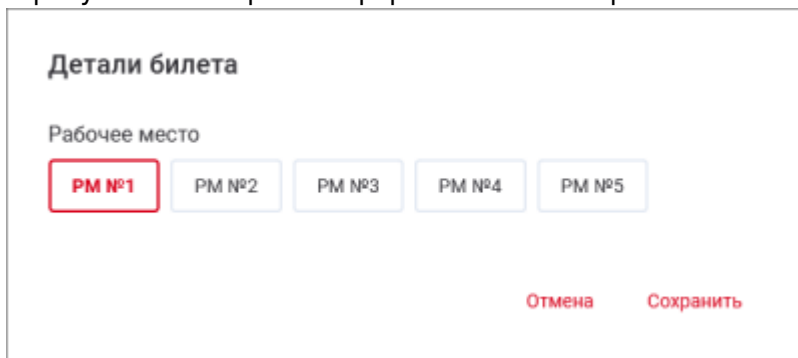 Детали билета
Рабочее место
РМ №1 РМ №2 РМ №3 РМ №4 РМ №5
Отмена Сохранить